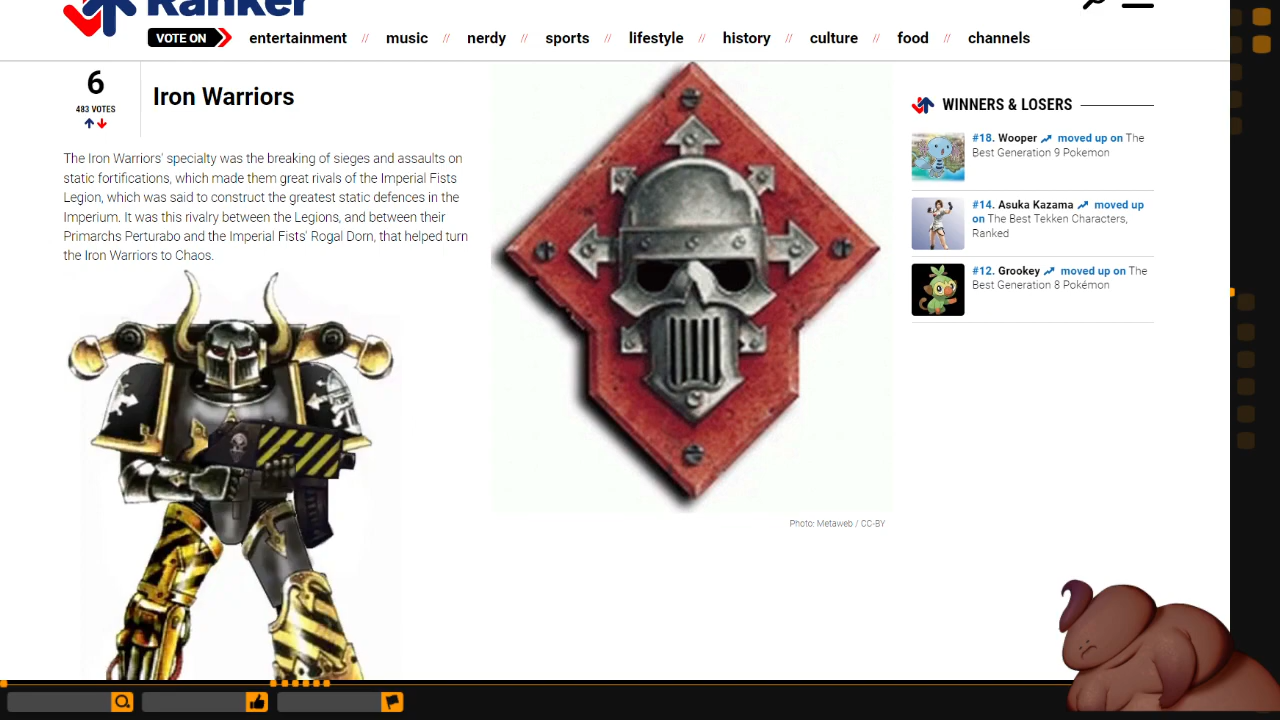 Ranker
VOTE ON entertainment // music // nerdy // sports // lifestyle // history // culture // food // channels
6
483 VOTES
Iron Warriors
The Iron Warriors' specialty was the breaking of sieges and assaults on
static fortifications, which made them great rivals of the Imperial Fists
Legion, which was said to construct the greatest static defences in the
Imperium. It was this rivalry between the Legions, and between their
Primarchs Perturabo and the Imperial Fists' Rogal Dorn, that helped turn
the Iron Warriors to Chaos.
Photo: Metaweb / CC-BY
WINNERS & LOSERS
#18. Wooper moved up on The
Best Generation 9 Pokemon
#14. Asuka Kazama moved up
on The Best Tekken Characters,
Ranked
#12. Grookey moved up on The
Best Generation 8 Pokémon